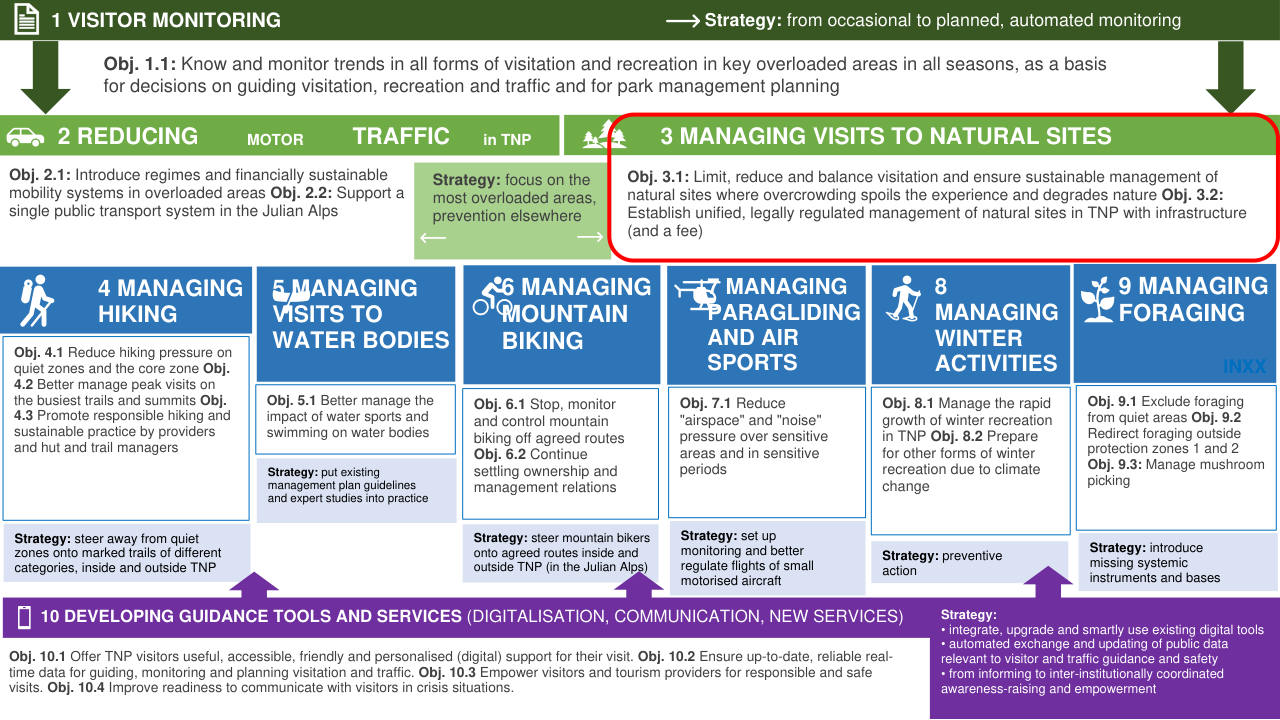 1 VISITOR MONITORING
Strategy: from occasional to planned, automated monitoring
Obj. 1.1: Know and monitor trends in all forms of visitation and recreation in key overloaded areas in all seasons, as a basis
for decisions on guiding visitation, recreation and traffic and for park management planning
2 REDUCING MOTOR TRAFFIC in TNP
3 MANAGING VISITS TO NATURAL SITES
Obj. 2.1: Introduce regimes and financially sustainable
mobility systems in overloaded areas Obj. 2.2: Support a
single public transport system in the Julian Alps
Strategy: focus on the
most overloaded areas,
prevention elsewhere
Obj. 3.1: Limit, reduce and balance visitation and ensure sustainable management of
natural sites where overcrowding spoils the experience and degrades nature Obj. 3.2:
Establish unified, legally regulated management of natural sites in TNP with infrastructure
(and a fee)
4 MANAGING
HIKING
Obj. 4.1 Reduce hiking pressure on
quiet zones and the core zone Obj.
4.2 Better manage peak visits on
the busiest trails and summits Obj.
4.3 Promote responsible hiking and
sustainable practice by providers
and hut and trail managers
Strategy: steer away from quiet
zones onto marked trails of different
categories, inside and outside TNP
5 MANAGING
VISITS TO
WATER BODIES
Obj. 5.1 Better manage the
impact of water sports and
swimming on water bodies
Strategy: put existing
management plan guidelines
and expert studies into practice
6 MANAGING
MOUNTAIN
BIKING
Obj. 6.1 Stop, monitor
and control mountain
biking off agreed routes
Obj. 6.2 Continue
settling ownership and
management relations
Strategy: steer mountain bikers
onto agreed routes inside and
outside TNP (in the Julian Alps)
7 MANAGING
PARAGLIDING
AND AIR
SPORTS
Obj. 7.1 Reduce
"airspace" and "noise"
pressure over sensitive
areas and in sensitive
periods
Strategy: set up
monitoring and better
regulate flights of small
motorised aircraft
8
MANAGING
WINTER
ACTIVITIES
Obj. 8.1 Manage the rapid
growth of winter recreation
in TNP Obj. 8.2 Prepare
for other forms of winter
recreation due to climate
change
Strategy: preventive
action
9 MANAGING
FORAGING
INXX
Obj. 9.1 Exclude foraging
from quiet areas Obj. 9.2
Redirect foraging outside
protection zones 1 and 2
Obj. 9.3: Manage mushroom
picking
Strategy: introduce
missing systemic
instruments and bases
10 DEVELOPING GUIDANCE TOOLS AND SERVICES (DIGITALISATION, COMMUNICATION, NEW SERVICES)
Obj. 10.1 Offer TNP visitors useful, accessible, friendly and personalised (digital) support for their visit. Obj. 10.2 Ensure up-to-date, reliable real-
time data for guiding, monitoring and planning visitation and traffic. Obj. 10.3 Empower visitors and tourism providers for responsible and safe
visits. Obj. 10.4 Improve readiness to communicate with visitors in crisis situations.
Strategy:
• integrate, upgrade and smartly use existing digital tools
• automated exchange and updating of public data
relevant to visitor and traffic guidance and safety
• from informing to inter-institutionally coordinated
awareness-raising and empowerment